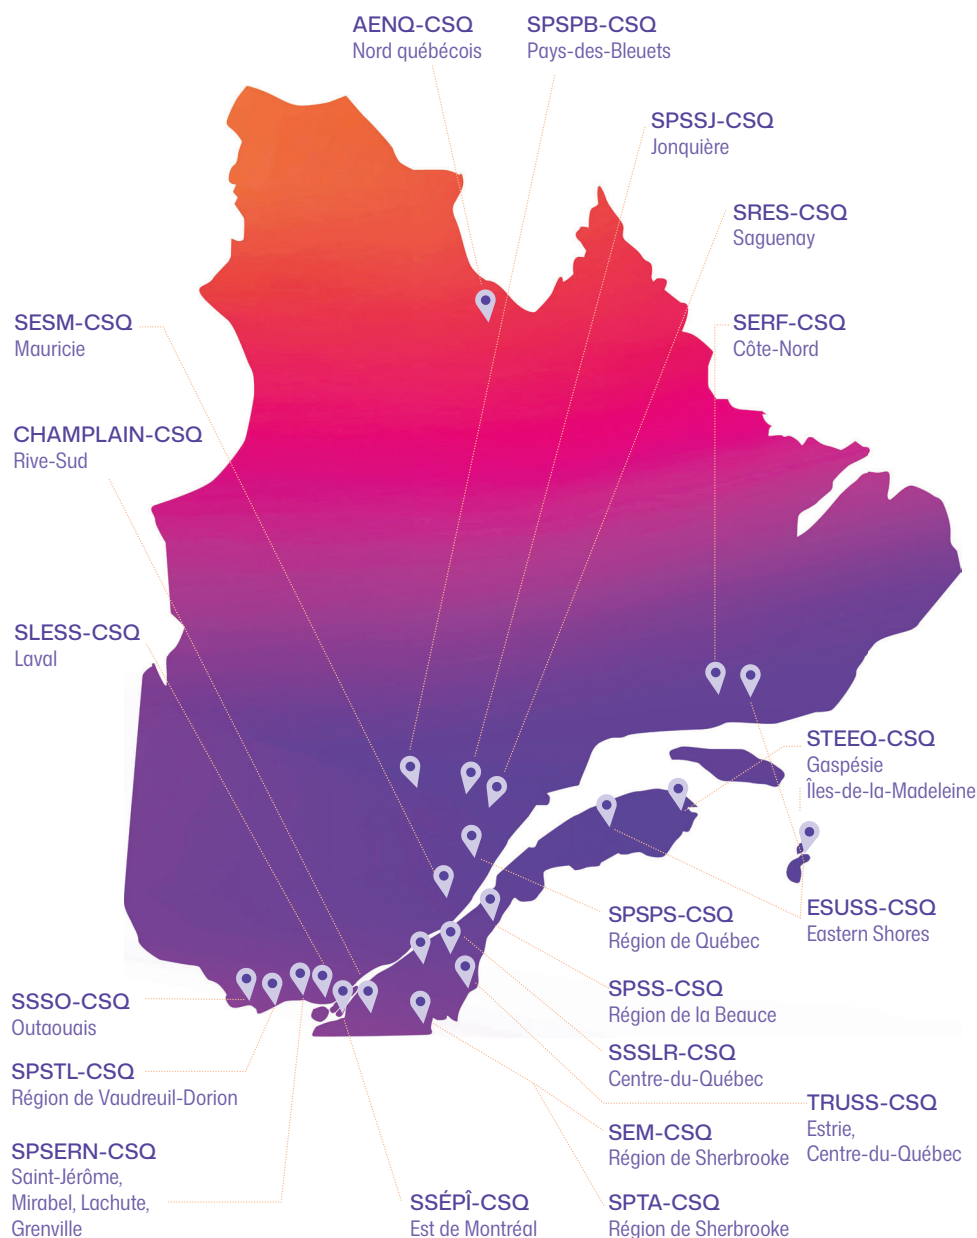 AENQ-CSQ
Nord québécois
SPSPB-CSQ
Pays-des-Bleuets
SPSSJ-CSQ
Jonquière
SRES-CSQ
Saguenay
SESM-CSQ
Mauricie
SERF-CSQ
Côte-Nord
CHAMPLAIN-CSQ
Rive-Sud
SLESS-CSQ
Laval
STEEQ-CSQ
Gaspésie
Îles-de-la-Madeleine
SPSPS-CSQ
Région de Québec
ESUSS-CSQ
Eastern Shores
SPSS-CSQ
Région de la Beauce
SSSO-CSQ
Outaouais
SSSLR-CSQ
Centre-du-Québec
SPSTL-CSQ
Région de Vaudreuil-Dorion
TRUSS-CSQ
Estrie,
Centre-du-Québec
SEM-CSQ
Région de Sherbrooke
SPSERN-CSQ
Saint-Jérôme,
Mirabel, Lachute,
Grenville
SSÉPÎ-CSQ
Est de Montréal
SPTA-CSQ
Région de Sherbrooke